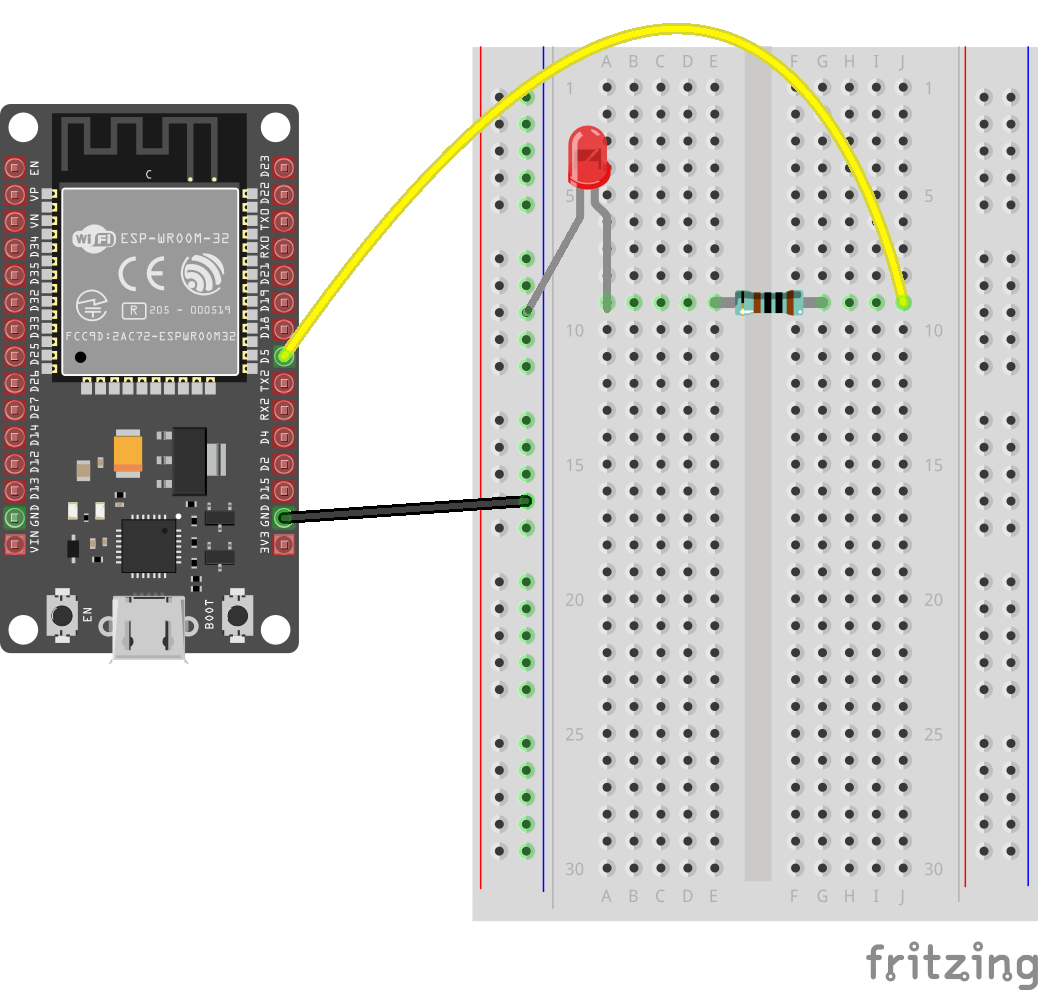 A B C D E F G H I J
1 1
5 5
10 10
15 15
20 20
25 25
30 30
A B C D E F G H I J
C
WiFi ESP-WROOM-32
CE
R 205 - 000519
FCC9D:2AC72-ESPWROOM32
EN
VP
VN
D34
D35
D32
D33
D25
D26
D27
D14
D12
D13
GND
VIN
D23
D22
TX0
RX0
D21
D19
D18
D5
TX2
RX2
D4
D2
D15
GND
3V3
EN
BOOT
fritzing